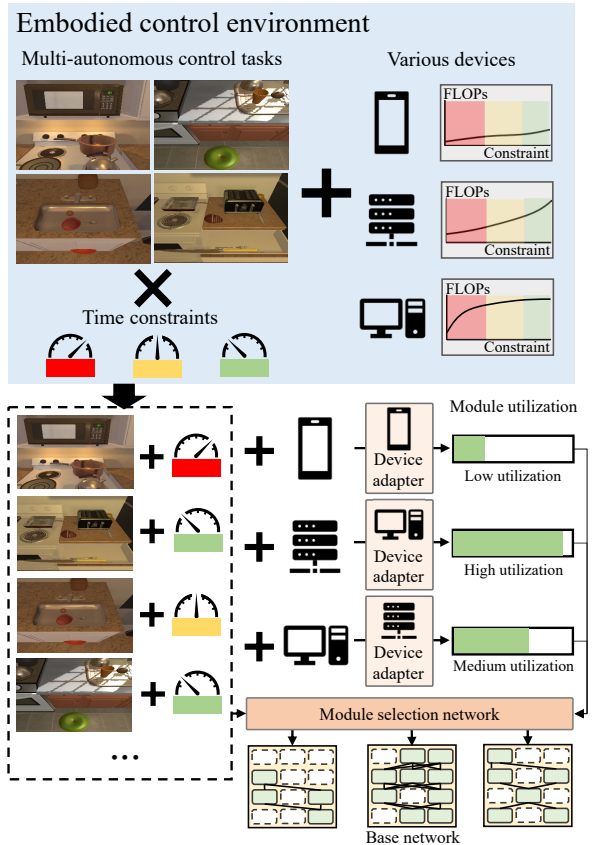 Embodied control environment
Multi-autonomous control tasks
Various devices
FLOPs
Constraint
FLOPs
Constraint
FLOPs
Constraint
Time constraints
Module utilization
Device
adapter
Low utilization
Device
adapter
High utilization
Device
adapter
Medium utilization
Module selection network
...
Base network